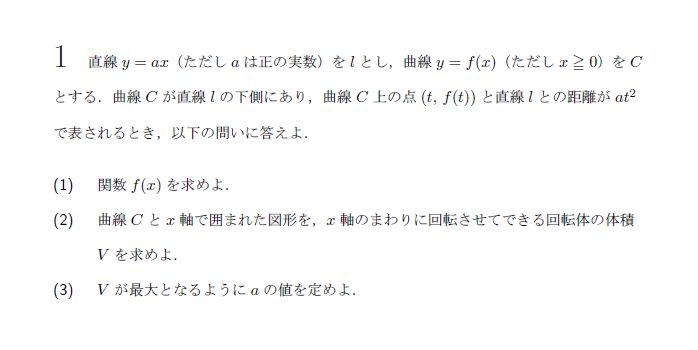 1 直線 y = ax（ただし a は正の実数）を l とし，曲線 y = f(x)（ただし x ≧ 0）を C
とする．曲線 C が直線 l の下側にあり，曲線 C 上の点 (t, f(t)) と直線 l との距離が at²
で表されるとき，以下の問いに答えよ．
(1) 関数 f(x) を求めよ．
(2) 曲線 C と x 軸で囲まれた図形を，x 軸のまわりに回転させてできる回転体の体積
V を求めよ．
(3) V が最大となるように a の値を定めよ．